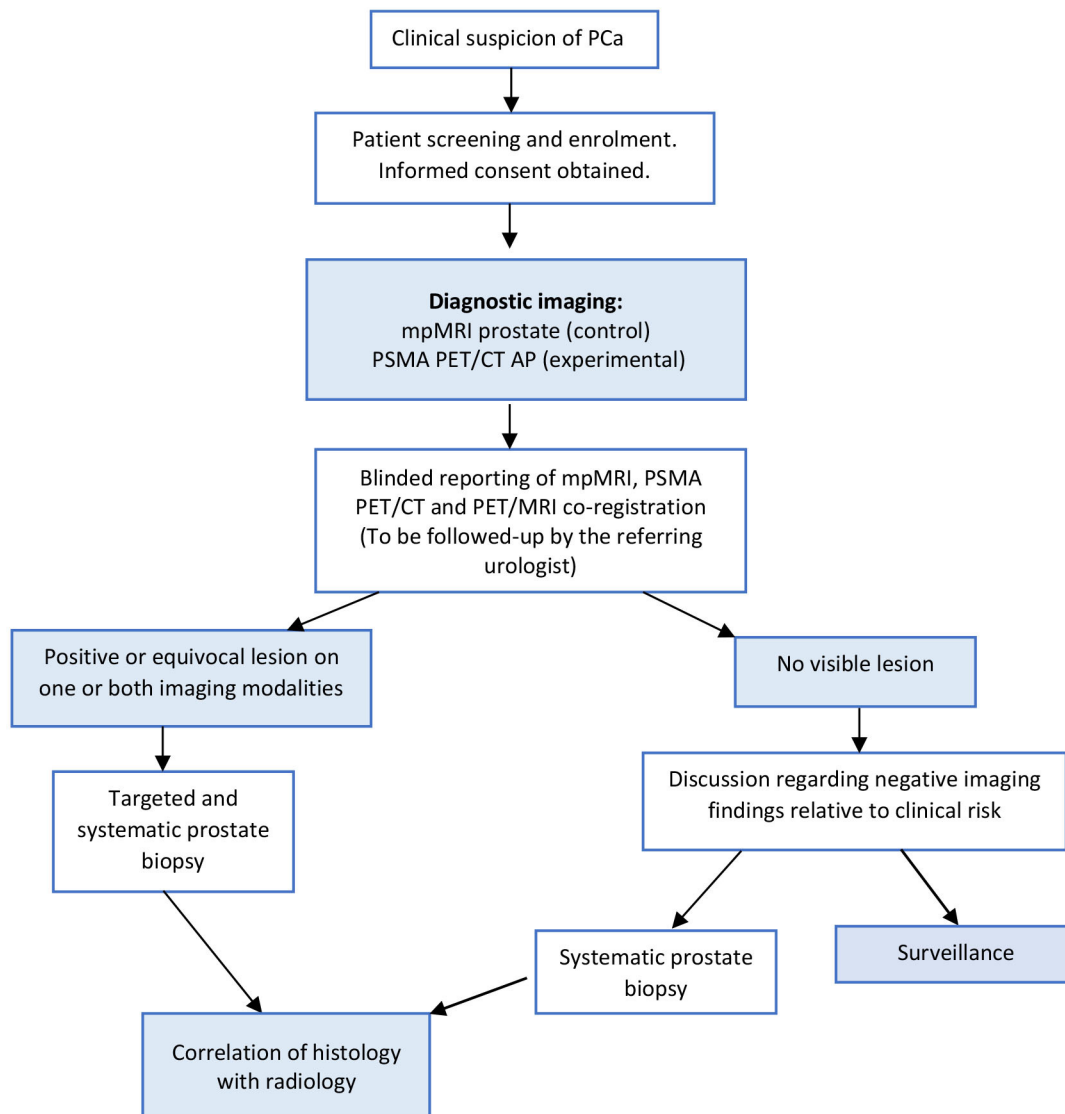 Clinical suspicion of PCa
Patient screening and enrolment.
Informed consent obtained.
Diagnostic imaging:
mpMRI prostate (control)
PSMA PET/CT AP (experimental)
Blinded reporting of mpMRI, PSMA
PET/CT and PET/MRI co-registration
(To be followed-up by the referring
urologist)
Positive or equivocal lesion on
one or both imaging modalities
No visible lesion
Targeted and
systematic prostate
biopsy
Discussion regarding negative imaging
findings relative to clinical risk
Systematic prostate
biopsy
Surveillance
Correlation of histology
with radiology